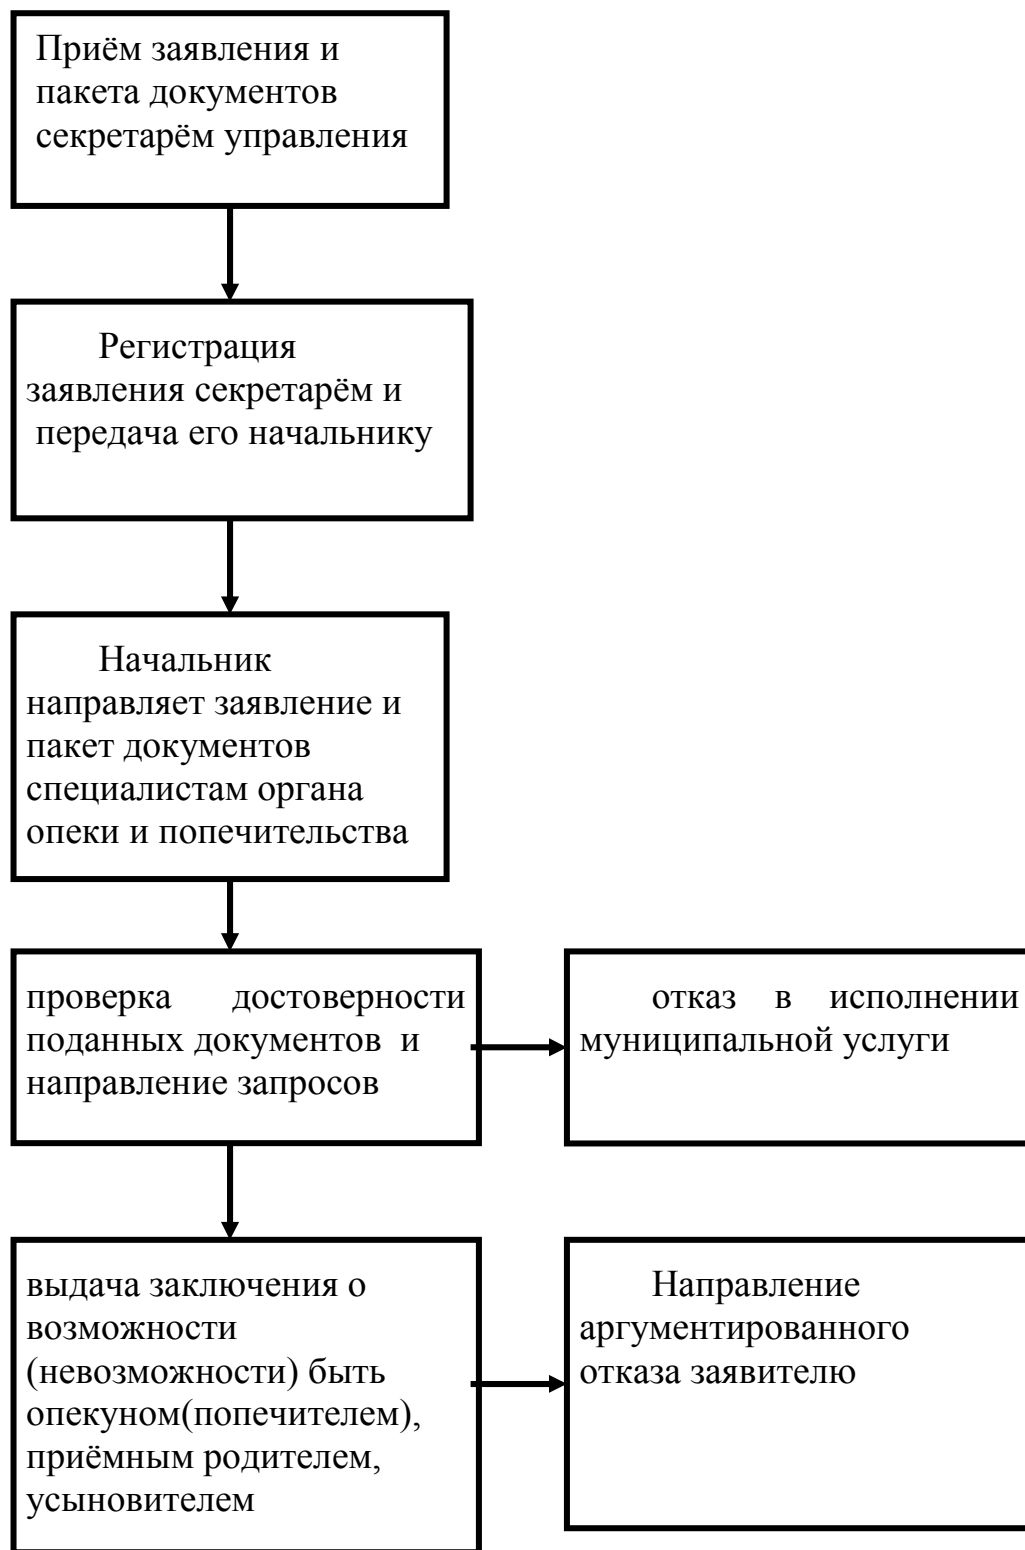 Приём заявления и
пакета документов
секретарём управления
Регистрация
заявления секретарём и
передача его начальнику
Начальник
направляет заявление и
пакет документов
специалистам органа
опеки и попечительства
проверка достоверности
поданных документов и
направление запросов
отказ в исполнении
муниципальной услуги
выдача заключения о
возможности
(невозможности) быть
опекуном(попечителем),
приёмным родителем,
усыновителем
Направление
аргументированного
отказа заявителю